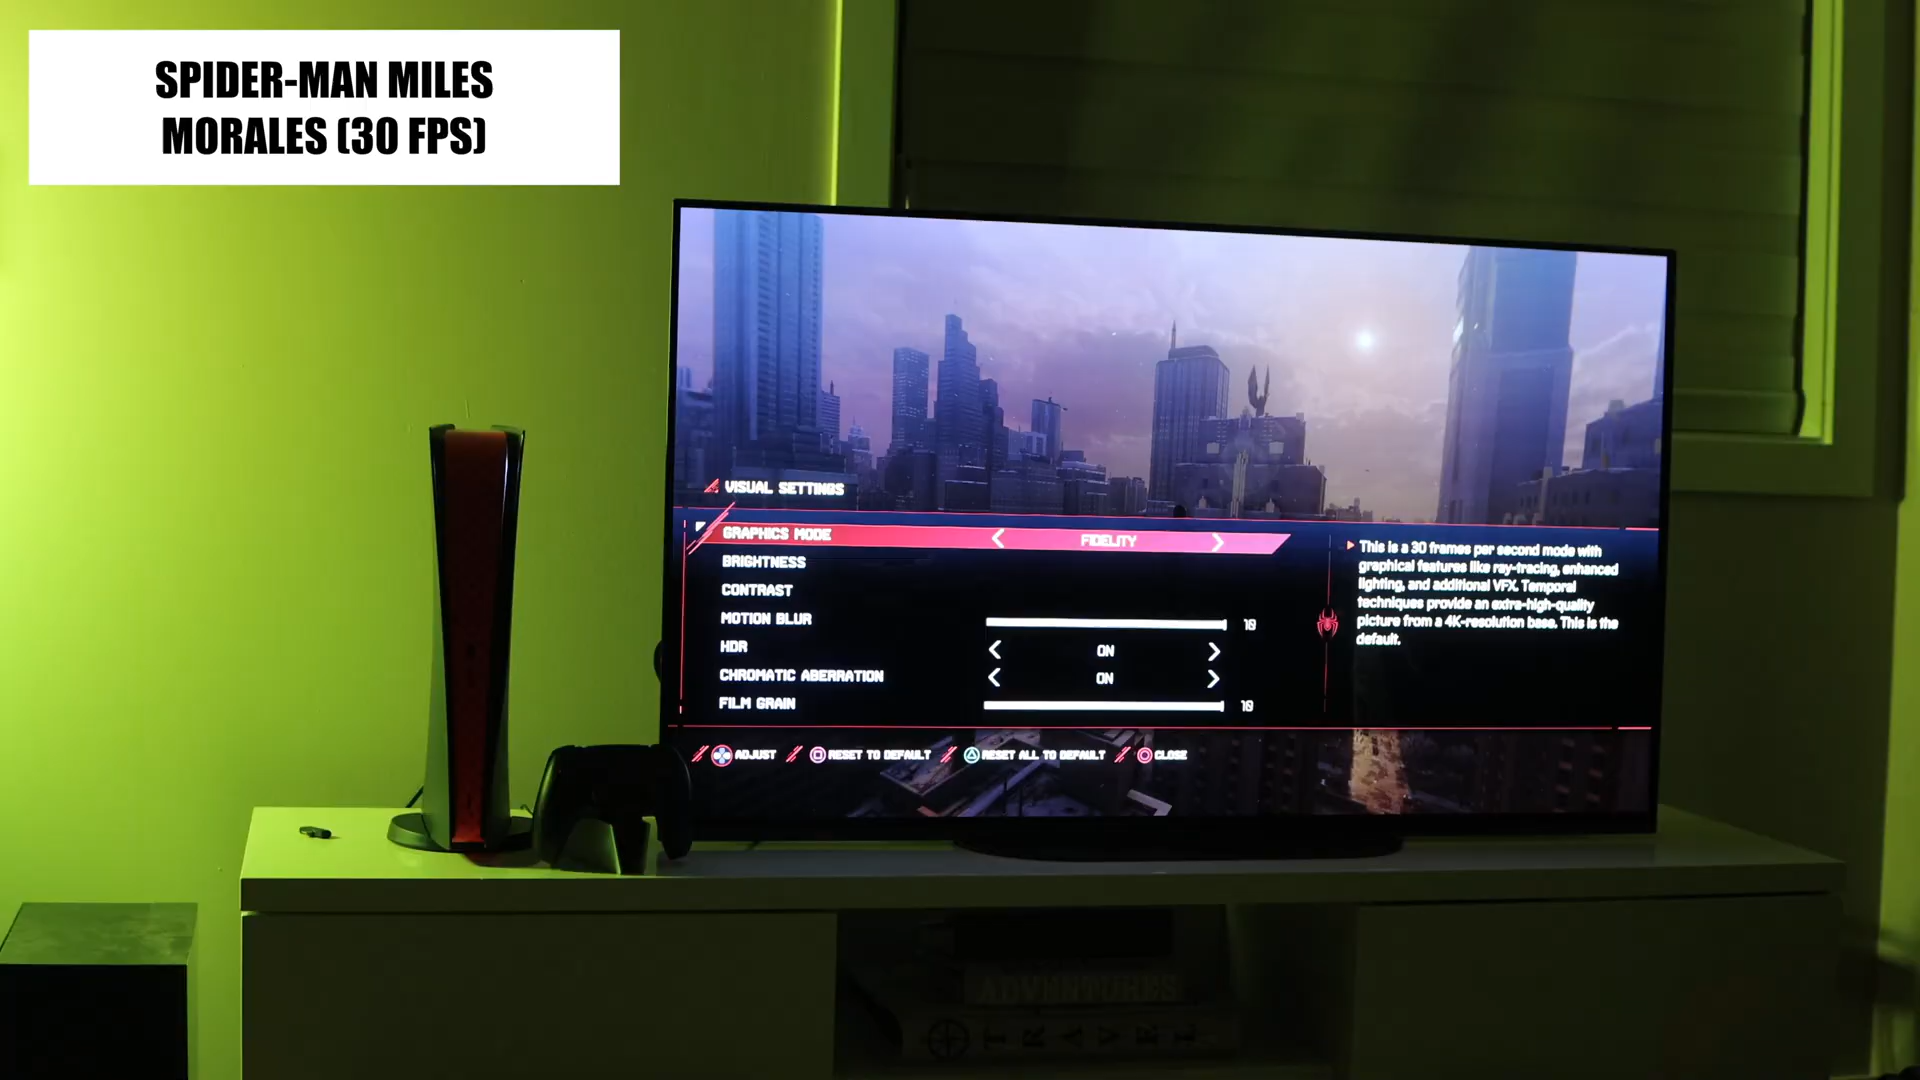 SPIDER-MAN MILES
MORALES (30 FPS)
VISUAL SETTINGS
GRAPHICS MODE
FIDELITY
BRIGHTNESS
CONTRAST
MOTION BLUR 10
HDR ON
CHROMATIC ABERRATION ON
FILM GRAIN 10
This is a 30 frames per second mode with
graphical features like ray-tracing, enhanced
lighting, and additional VFX. Temporal
techniques provide an extra-high-quality
picture from a 4K-resolution base. This is the
default.
ADJUST RESET TO DEFAULT RESET ALL TO DEFAULT CLOSE
ADVENTURES
TRAVEL